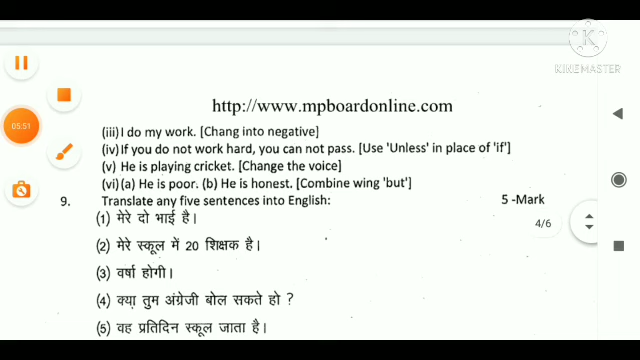 K
KINEMASTER
05:51
http://www.mpboardonline.com
(iii) I do my work. [Chang into negative]
(iv) If you do not work hard, you can not pass. [Use 'Unless' in place of 'if']
(v) He is playing cricket. [Change the voice]
(vi) (a) He is poor. (b) He is honest. [Combine wing 'but']
9. Translate any five sentences into English: 5 -Mark
(1) मेरे दो भाई है।
4/6
(2) मेरे स्कूल में 20 शिक्षक है।
(3) वर्षा होगी।
(4) क्या तुम अंग्रेजी बोल सकते हो ?
(5) वह प्रतिदिन स्कूल जाता है।